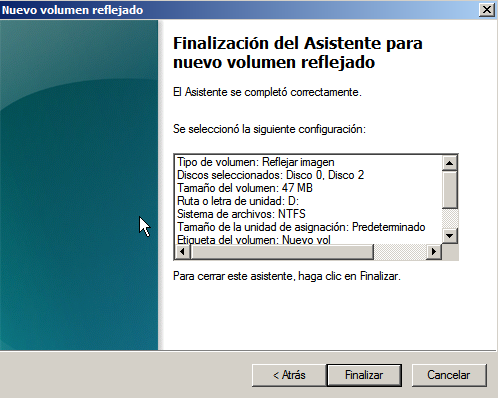 Nuevo volumen reflejado
Finalización del Asistente para
nuevo volumen reflejado
El Asistente se completó correctamente.
Se seleccionó la siguiente configuración:
Tipo de volumen: Reflejar imagen
Discos seleccionados: Disco 0, Disco 2
Tamaño del volumen: 47 MB
Ruta o letra de unidad: D:
Sistema de archivos: NTFS
Tamaño de la unidad de asignación: Predeterminado
Etiqueta del volumen: Nuevo vol
Para cerrar este asistente, haga clic en Finalizar.
< Atrás Finalizar Cancelar